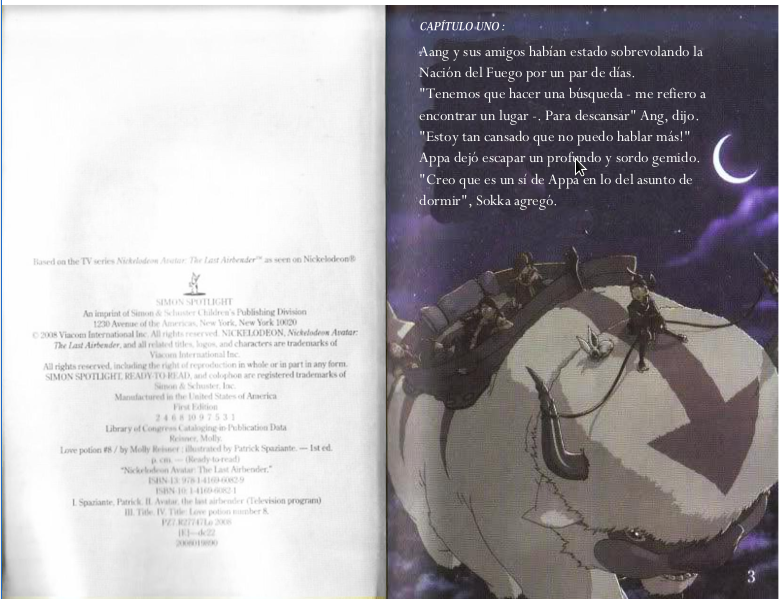 Based on the TV series Nickelodeon Avatar: The Last Airbender™ as seen on Nickelodeon®
SIMON SPOTLIGHT
An imprint of Simon & Schuster Children's Publishing Division
1230 Avenue of the Americas, New York, New York 10020
© 2008 Viacom International Inc. All rights reserved. NICKELODEON, Nickelodeon Avatar:
The Last Airbender, and all related titles, logos, and characters are trademarks of
Viacom International Inc.
All rights reserved, including the right of reproduction in whole or in part in any form.
SIMON SPOTLIGHT, READY-TO-READ, and colophon are registered trademarks of
Simon & Schuster, Inc.
Manufactured in the United States of America
First Edition
2 4 6 8 10 9 7 5 3 1
Library of Congress Cataloging-in-Publication Data
Reisner, Molly.
Love potion #8 / by Molly Reisner ; illustrated by Patrick Spaziante. — 1st ed.
p. cm. — (Ready-to-read)
"Nickelodeon Avatar: The Last Airbender."
ISBN-13: 978-1-4169-6082-9
ISBN-10: 1-4169-6082-1
I. Spaziante, Patrick. II. Avatar, the last airbender (Television program)
III. Title. IV. Title: Love potion number 8.
[E]—dc22
CAPÍTULO UNO :
Aang y sus amigos habían estado sobrevolando la
Nación del Fuego por un par de días.
"Tenemos que hacer una búsqueda - me refiero a
encontrar un lugar -. Para descansar" Ang, dijo.
"Estoy tan cansado que no puedo hablar más!"
Appa dejó escapar un profundo y sordo gemido.
"Creo que es un sí de Appa en lo del asunto de
dormir", Sokka agregó.
3